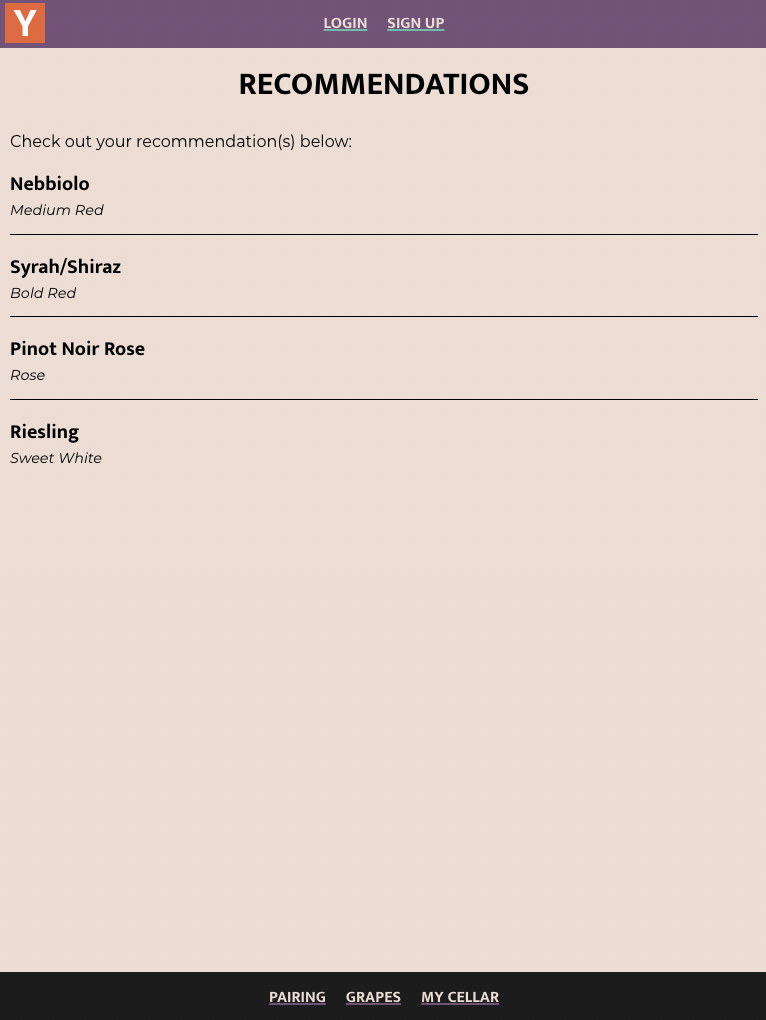 Y
LOGIN SIGN UP
RECOMMENDATIONS
Check out your recommendation(s) below:
Nebbiolo
Medium Red
Syrah/Shiraz
Bold Red
Pinot Noir Rose
Rose
Riesling
Sweet White
PAIRING GRAPES MY CELLAR